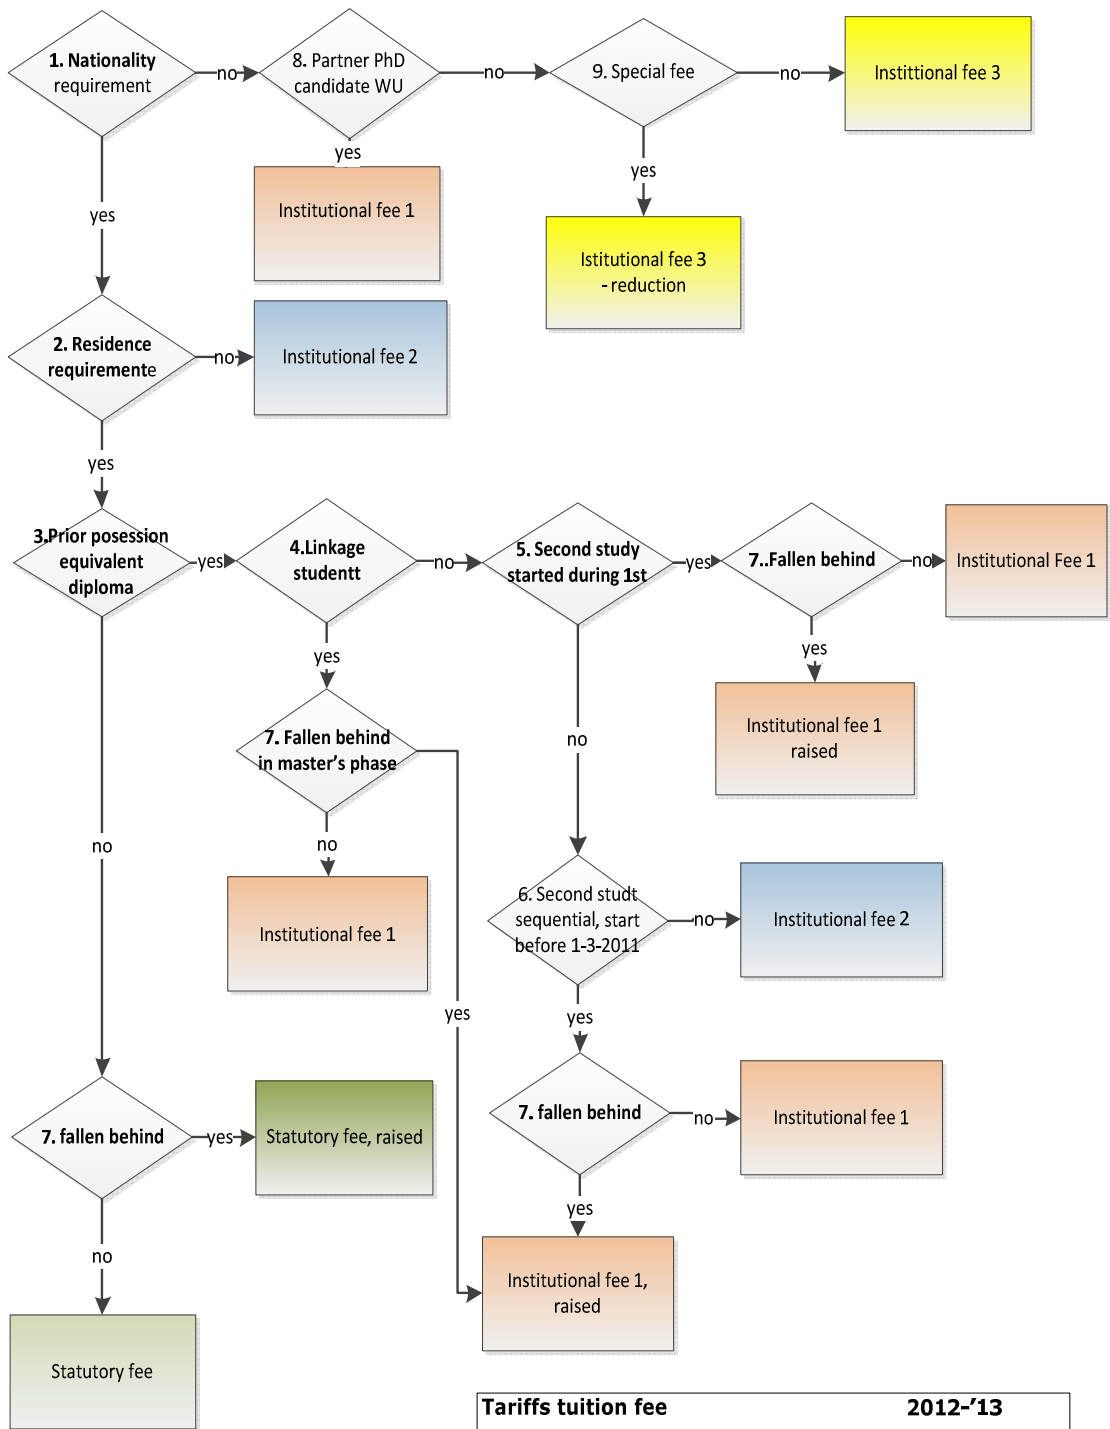 1. Nationality
requirement
no
8. Partner PhD
candidate WU
no
9. Special fee
no
Instittional fee 3
yes
Institutional fee 1
yes
Istitutional fee 3
- reduction
yes
2. Residence
requiremente
no
Institutional fee 2
yes
3.Prior posession
equivalent
diploma
yes
4.Linkage
studentt
no
5. Second study
started during 1st
yes
7..Fallen behind
no
Institutional Fee 1
yes
Institutional fee 1
raised
yes
7. Fallen behind
in master's phase
no
Institutional fee 1
yes
no
6. Second studt
sequential, start
before 1-3-2011
no
Institutional fee 2
yes
7. fallen behind
no
Institutional fee 1
yes
Institutional fee 1,
raised
no
7. fallen behind
yes
Statutory fee, raised
no
Statutory fee
Tariffs tuition fee 2012-'13